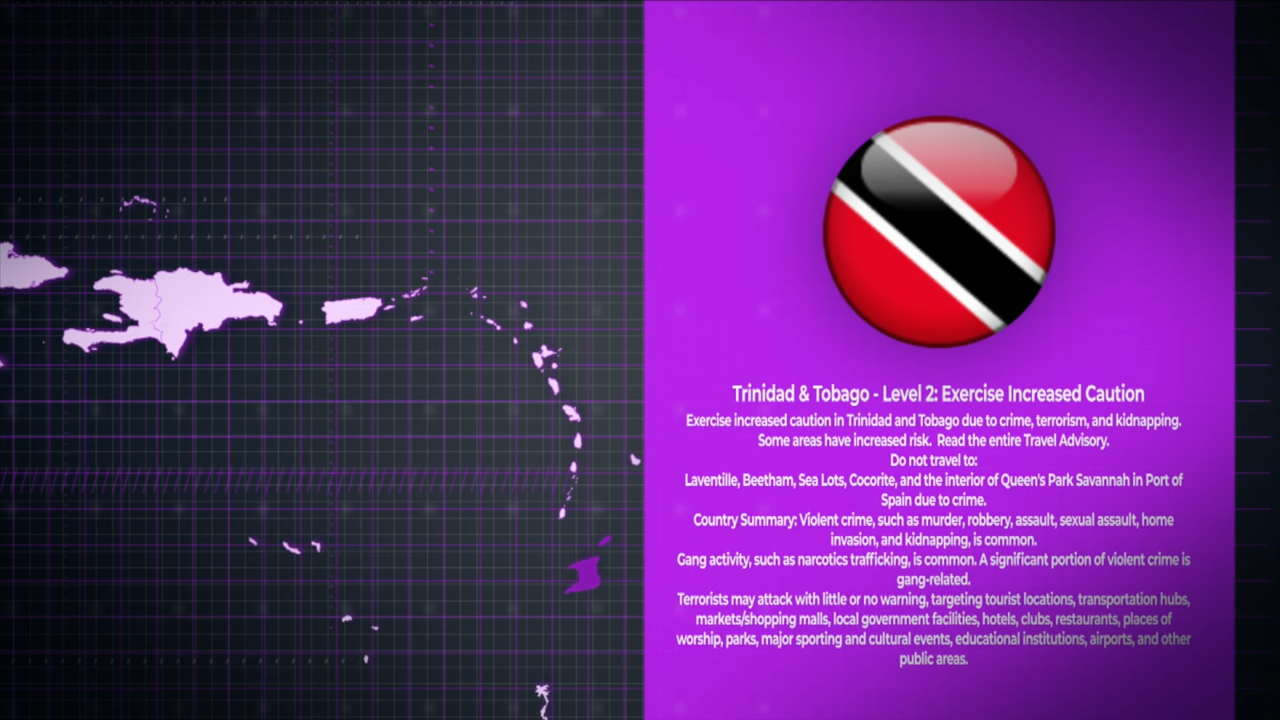 Trinidad & Tobago - Level 2: Exercise Increased Caution
Exercise increased caution in Trinidad and Tobago due to crime, terrorism, and kidnapping.
Some areas have increased risk.  Read the entire Travel Advisory.
Do not travel to:
Laventille, Beetham, Sea Lots, Cocorite, and the interior of Queen's Park Savannah in Port of
Spain due to crime.
Country Summary: Violent crime, such as murder, robbery, assault, sexual assault, home
invasion, and kidnapping, is common.
Gang activity, such as narcotics trafficking, is common. A significant portion of violent crime is
gang-related.
Terrorists may attack with little or no warning, targeting tourist locations, transportation hubs,
markets/shopping malls, local government facilities, hotels, clubs, restaurants, places of
worship, parks, major sporting and cultural events, educational institutions, airports, and other
public areas.